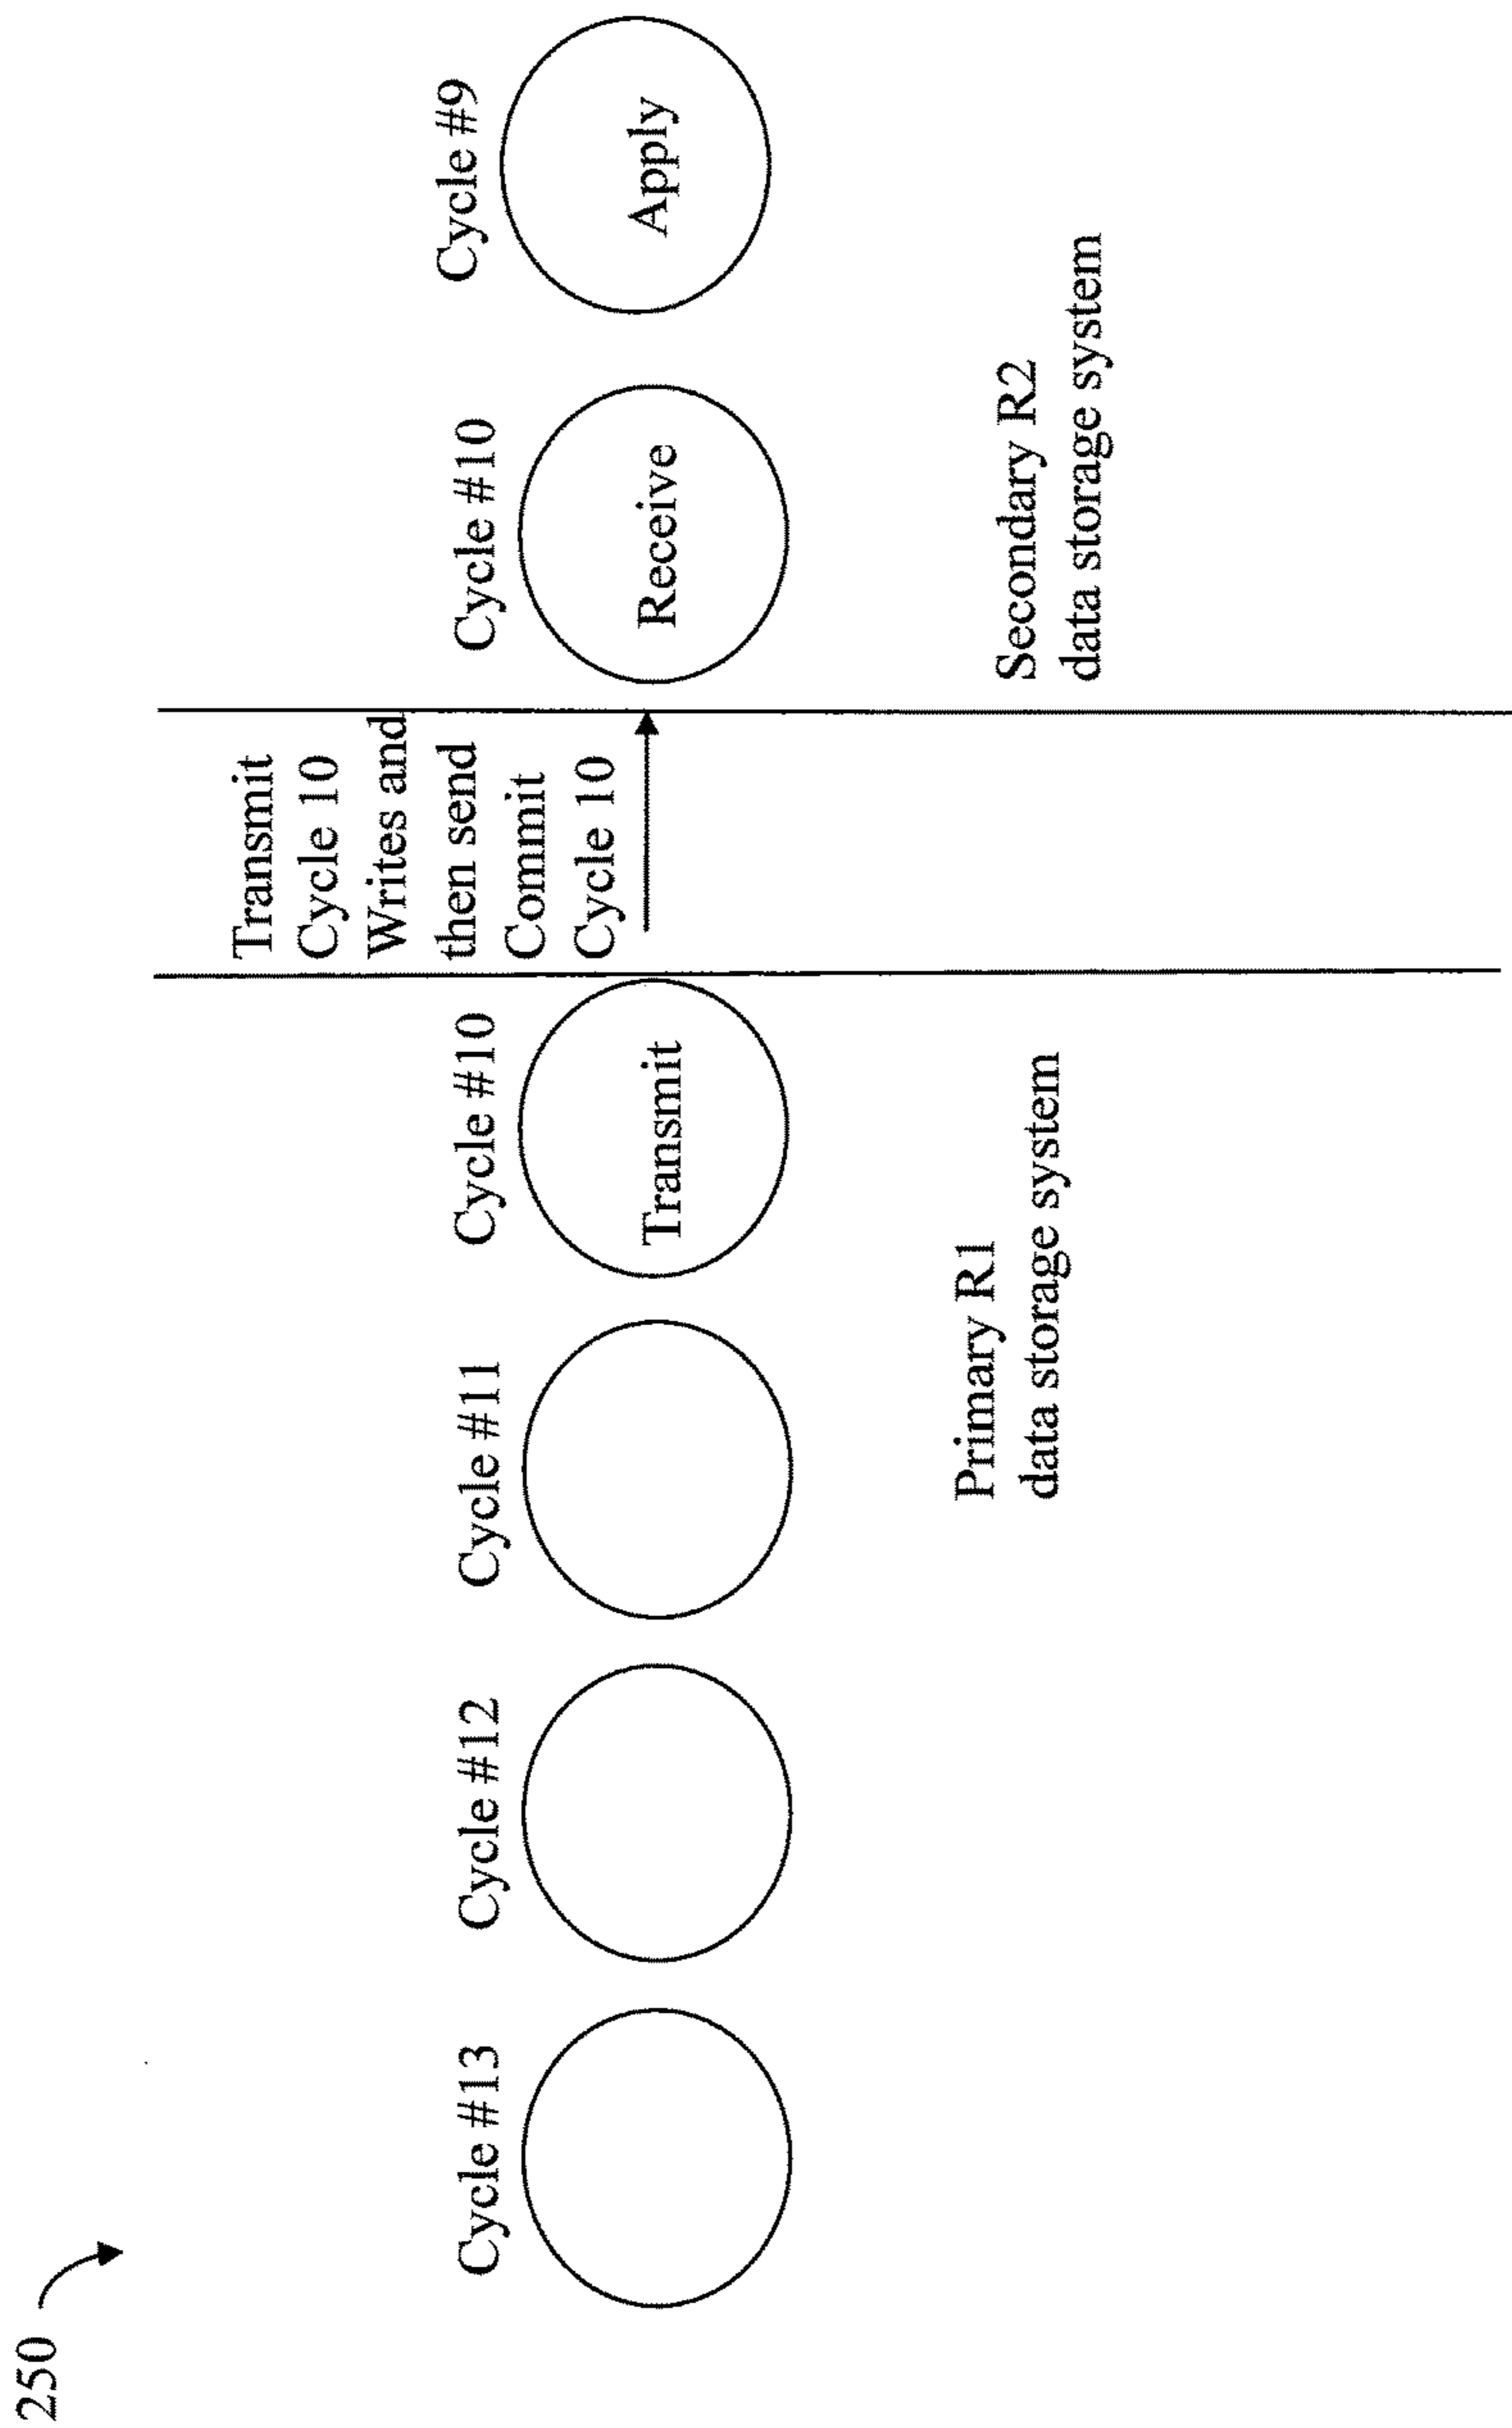 250
Transmit
Cycle 10
Writes and
then send
Commit
Cycle 10
Cycle #13
Cycle #12
Cycle #11
Cycle #10
Cycle #10
Cycle #9
Transmit
Receive
Apply
Primary R1
data storage system
Secondary R2
data storage system